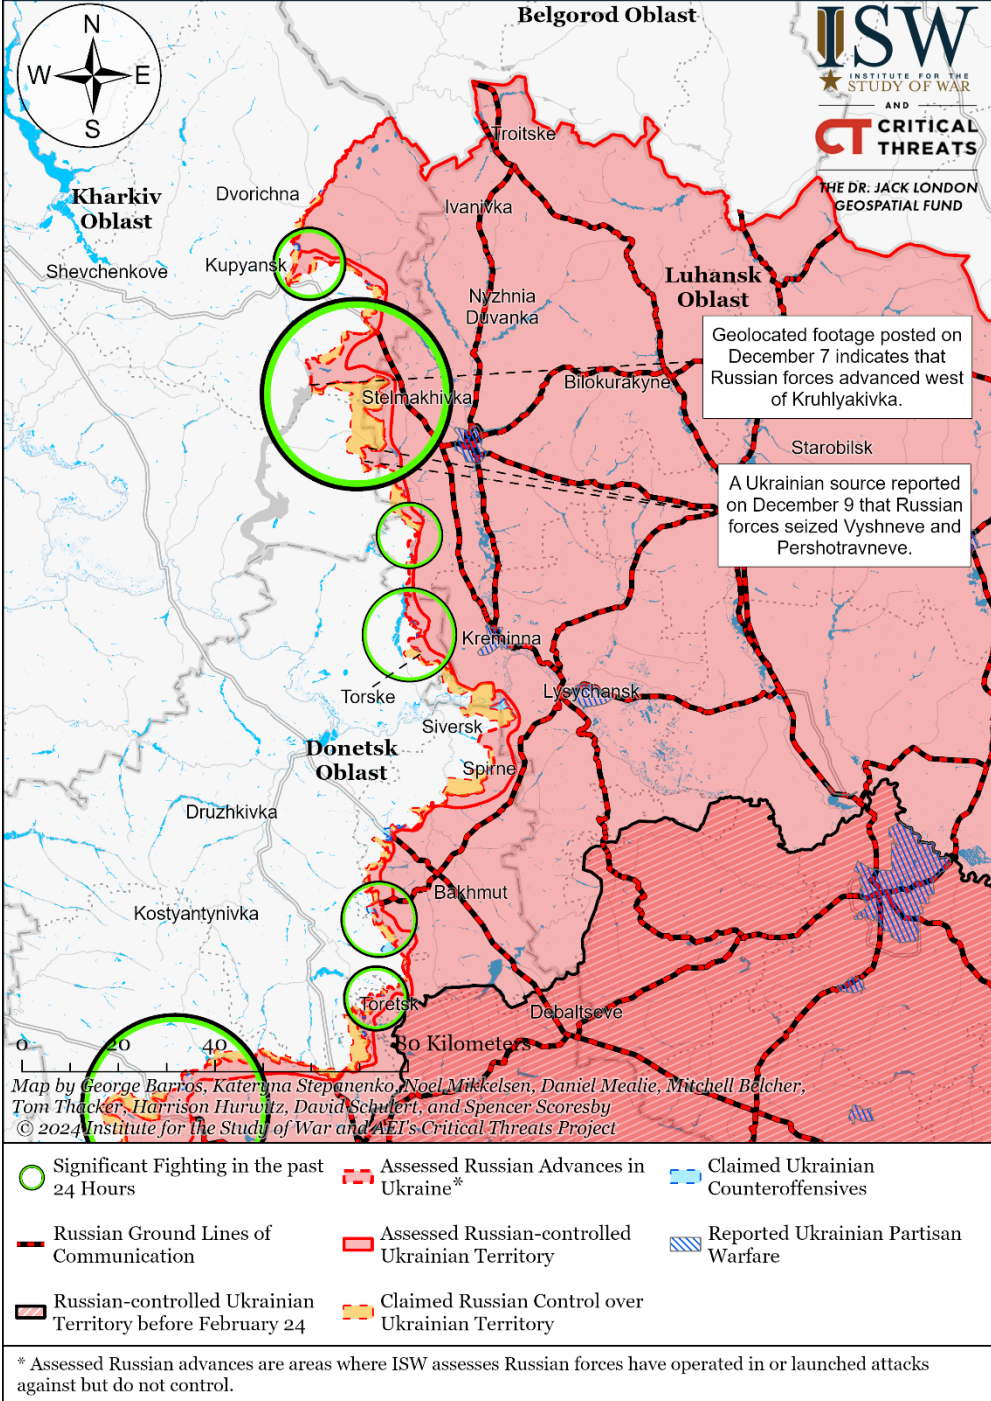 Belgorod Oblast
N
W
E
S
ISW
INSTITUTE FOR THE
STUDY OF WAR
AND
CT CRITICAL
THREATS
THE DR. JACK LONDON
GEOSPATIAL FUND
Troitske
Dvorichna
Kharkiv
Oblast
Ivanivka
Shevchenkove
Kupyansk
Luhansk
Oblast
Nyzhnia
Duvanka
Geolocated footage posted on
December 7 indicates that
Russian forces advanced west
of Kruhlyakivka.
Bilokurakyne
Stelmakhivka
Starobilsk
A Ukrainian source reported
on December 9 that Russian
forces seized Vyshneve and
Pershotravneve.
Kreminna
Torske
Lysychansk
Siversk
Donetsk
Oblast
Spirne
Druzhkivka
Bakhmut
Kostyantynivka
Toretsk
Debaltseve
0 20 40 80 Kilometers
Map by George Barros, Kateryna Stepanenko, Noel Mikkelsen, Daniel Mealie, Mitchell Belcher,
Tom Thacker, Harrison Hurwitz, David Schulert, and Spencer Scoresby
© 2024 Institute for the Study of War and AEI's Critical Threats Project
Significant Fighting in the past
24 Hours
Assessed Russian Advances in
Ukraine*
Claimed Ukrainian
Counteroffensives
Russian Ground Lines of
Communication
Assessed Russian-controlled
Ukrainian Territory
Reported Ukrainian Partisan
Warfare
Russian-controlled Ukrainian
Territory before February 24
Claimed Russian Control over
Ukrainian Territory
* Assessed Russian advances are areas where ISW assesses Russian forces have operated in or launched attacks
against but do not control.